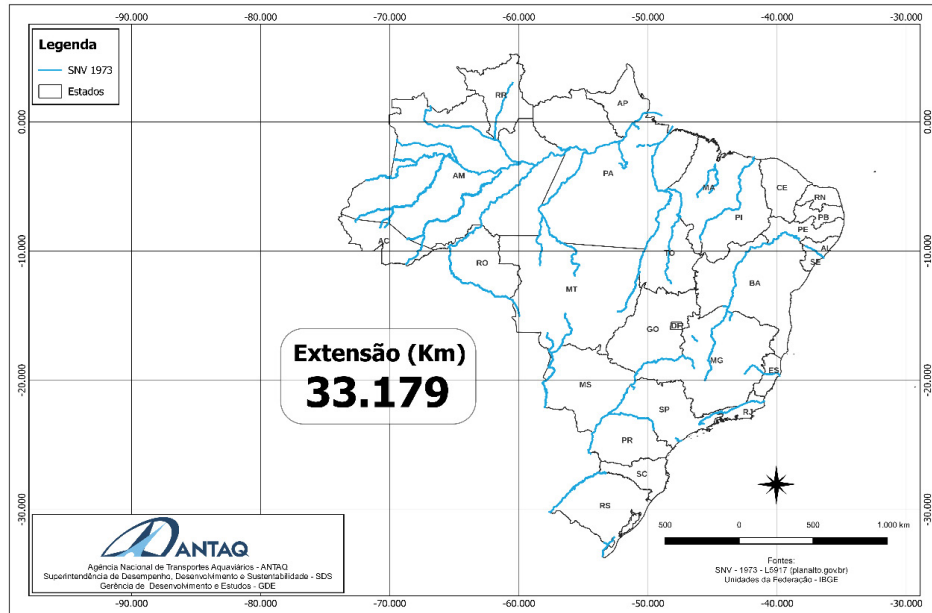 -90.000 -80.000 -70.000 -60.000 -50.000 -40.000 -30.000
Legenda
SNV 1973
Estados
0.000
0.000
-10.000
-10.000
-20.000
-20.000
-30.000
-30.000
RR
AP
AM
PA
MA
CE
RN
PB
PI
PE
AL
SE
AC
RO
TO
MT
BA
GO
DF
MG
ES
MS
SP
RJ
PR
SC
RS
Extensão (Km)
33.179
500 0 500 1.000 km
ANTAQ
Agência Nacional de Transportes Aquaviários - ANTAQ
Superintendência de Desempenho, Desenvolvimento e Sustentabilidade - SDS
Gerência de Desenvolvimento e Estudos - GDE
Fontes:
SNV - 1973 - L5917 (planalto.gov.br)
Unidades da Federação - IBGE
-90.000 -80.000 -70.000 -60.000 -50.000 -40.000 -30.000